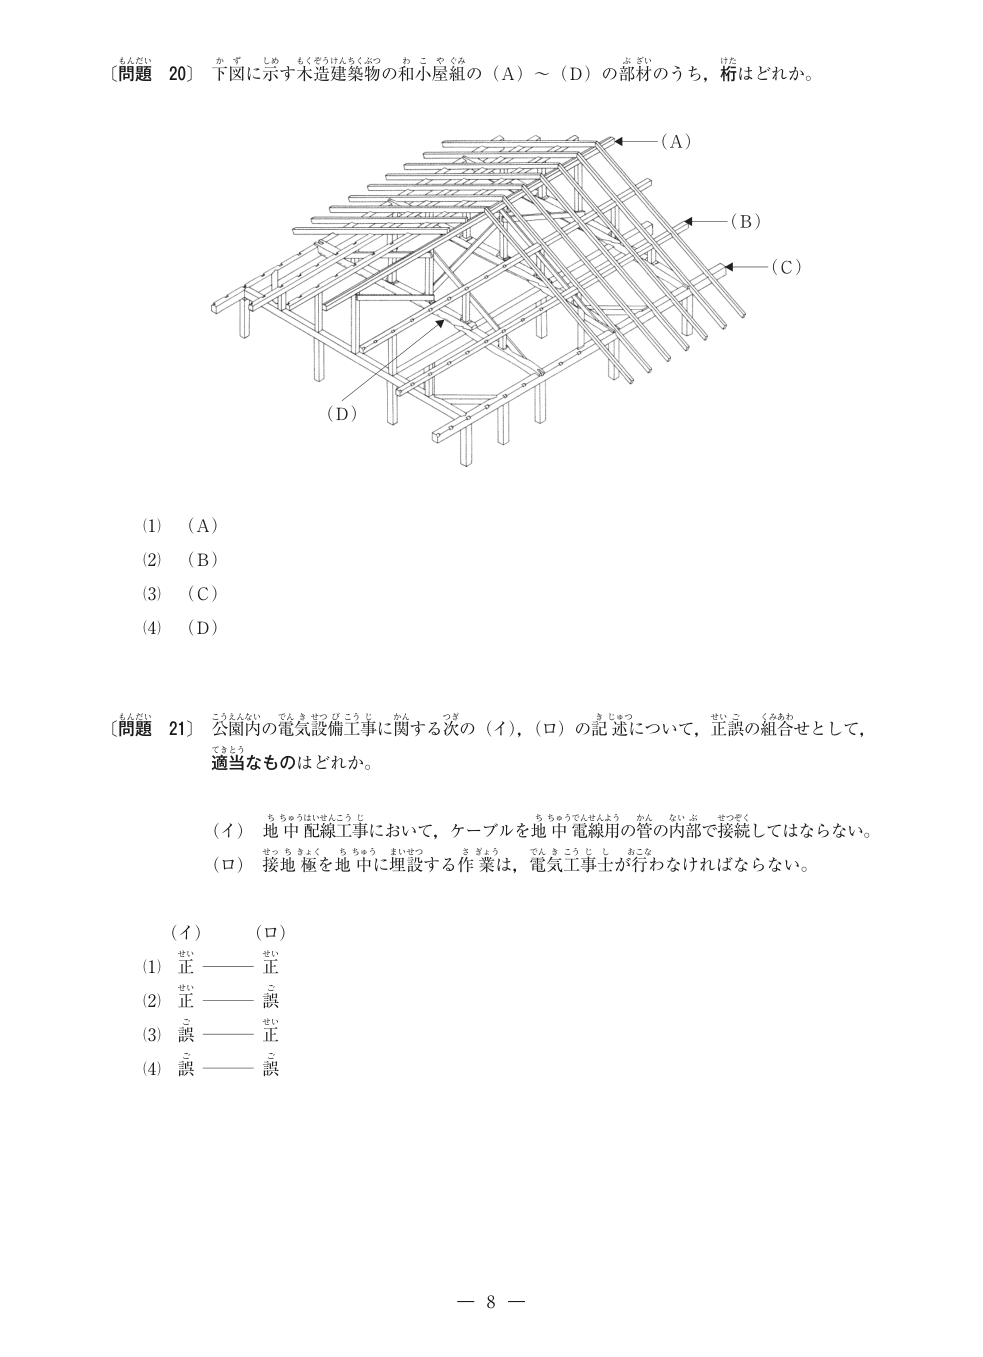 〔問題　20〕 下図に示す木造建築物の和小屋組の（A）～（D）の部材のうち，桁はどれか。
（A）
（B）
（C）
（D）
⑴　（A）
⑵　（B）
⑶　（C）
⑷　（D）
〔問題　21〕 公園内の電気設備工事に関する次の（イ），（ロ）の記述について，正誤の組合せとして，
適当なものはどれか。
（イ）　地中配線工事において，ケーブルを地中電線用の管の内部で接続してはならない。
（ロ）　接地極を地中に埋設する作業は，電気工事士が行わなければならない。
（イ）　　（ロ）
⑴　正 ――― 正
⑵　正 ――― 誤
⑶　誤 ――― 正
⑷　誤 ――― 誤
― 8 ―